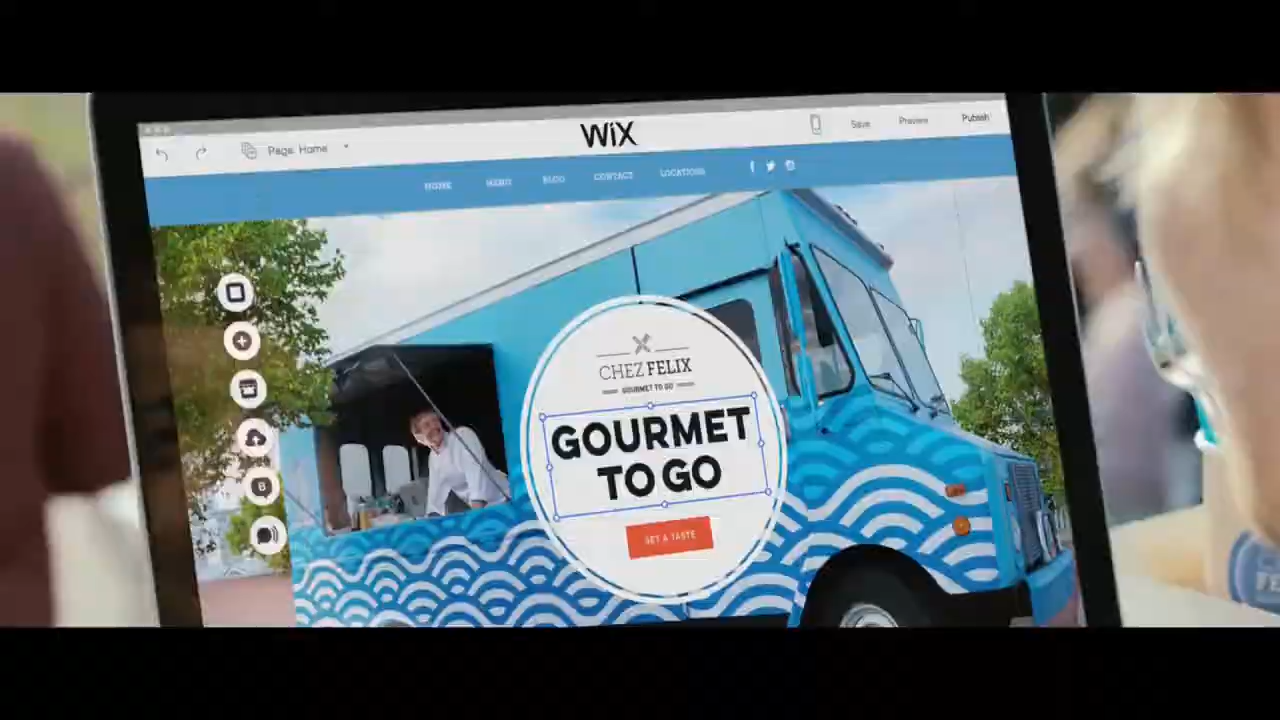 WiX
Page: Home
Save
Preview
Publish
HOME
MENU
BLOG
CONTACT
LOCATIONS
CHEZ FELIX
GOURMET TO GO
GOURMET
TO GO
GET A TASTE